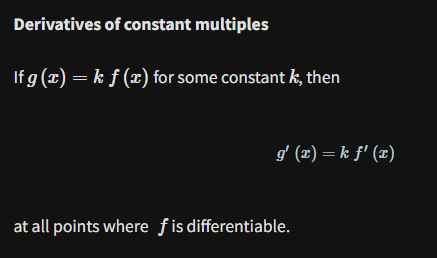 Derivatives of constant multiples
If g (x) = k f (x) for some constant k, then
g′ (x) = k f′ (x)
at all points where f is differentiable.